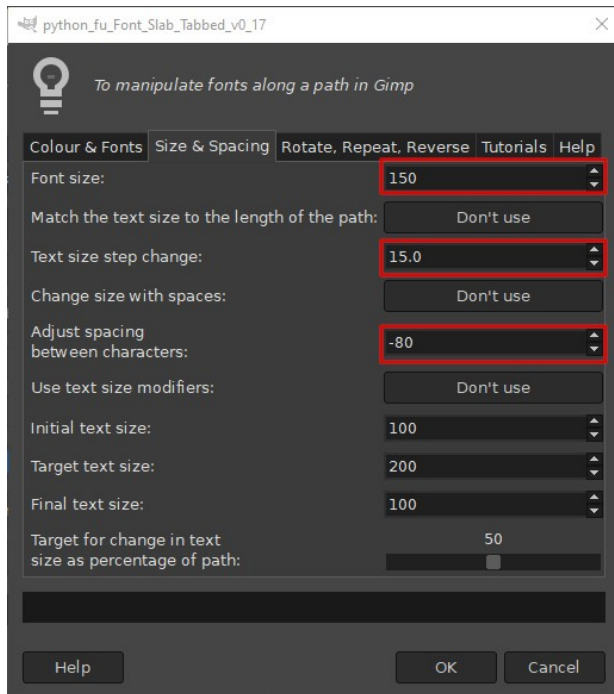 python_fu_Font_Slab_Tabbed_v0_17
To manipulate fonts along a path in Gimp
Colour & Fonts Size & Spacing Rotate, Repeat, Reverse Tutorials Help
Font size: 150
Match the text size to the length of the path: Don't use
Text size step change: 15.0
Change size with spaces: Don't use
Adjust spacing
between characters: -80
Use text size modifiers: Don't use
Initial text size: 100
Target text size: 200
Final text size: 100
Target for change in text 50
size as percentage of path:
Help OK Cancel